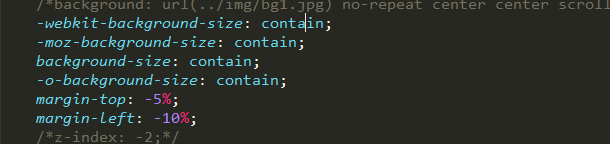 /*background: url(../img/bg1.jpg) no-repeat center center scroll
-webkit-background-size: contain;
-moz-background-size: contain;
background-size: contain;
-o-background-size: contain;
margin-top: -5%;
margin-left: -10%;
/*z-index: -2;*/